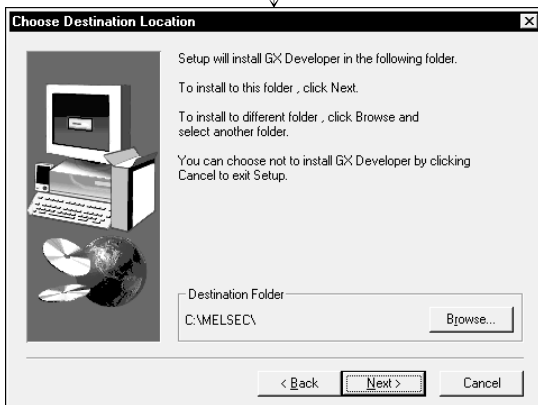 Choose Destination Location
Setup will install GX Developer in the following folder.
To install to this folder , click Next.
To install to different folder , click Browse and
select another folder.
You can choose not to install GX Developer by clicking
Cancel to exit Setup.
Destination Folder
C:\MELSEC\
Browse...
< Back
Next >
Cancel